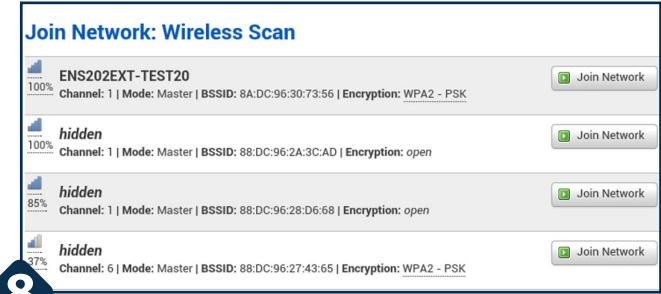 Join Network: Wireless Scan
ENS202EXT-TEST20
100%
Channel: 1 | Mode: Master | BSSID: 8A:DC:96:30:73:56 | Encryption: WPA2 - PSK
Join Network
hidden
100%
Channel: 1 | Mode: Master | BSSID: 88:DC:96:2A:3C:AD | Encryption: open
Join Network
hidden
85%
Channel: 1 | Mode: Master | BSSID: 88:DC:96:28:D6:68 | Encryption: open
Join Network
hidden
37%
Channel: 6 | Mode: Master | BSSID: 88:DC:96:27:43:65 | Encryption: WPA2 - PSK
Join Network
8